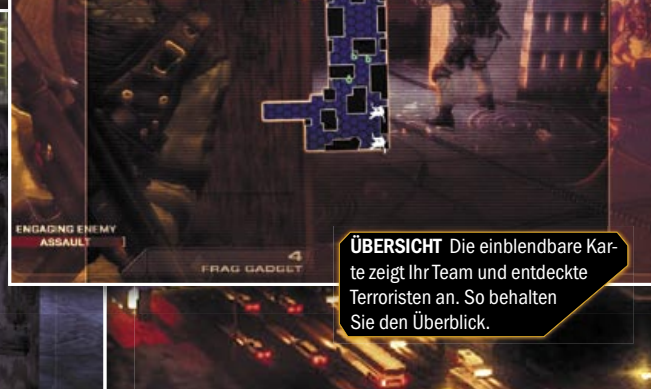 ENGAGING ENEMY
ASSAULT ]
4
FRAG GADGET
ÜBERSICHT Die einblendbare Kar-
te zeigt Ihr Team und entdeckte
Terroristen an. So behalten
Sie den Überblick.